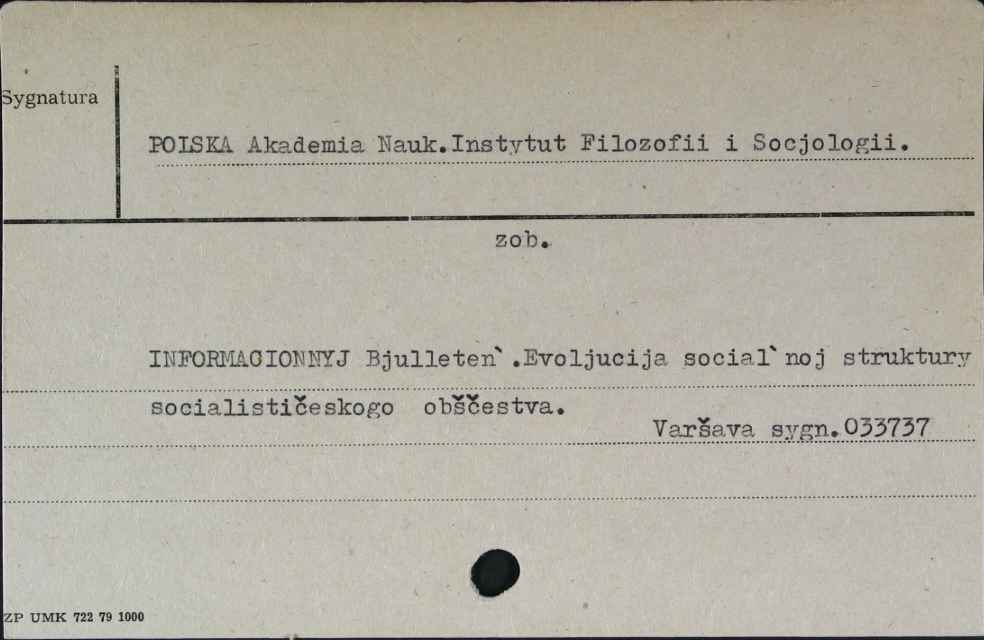 Sygnatura
POLSKA Akademia Nauk.Instytut Filozofii i Socjologii.
zob.
INFORMACIONNYJ Bjulleten`.Evoljucija social`noj struktury
socialističeskogo obščestva.
Varšava sygn.033737
ZP UMK 722 79 1000